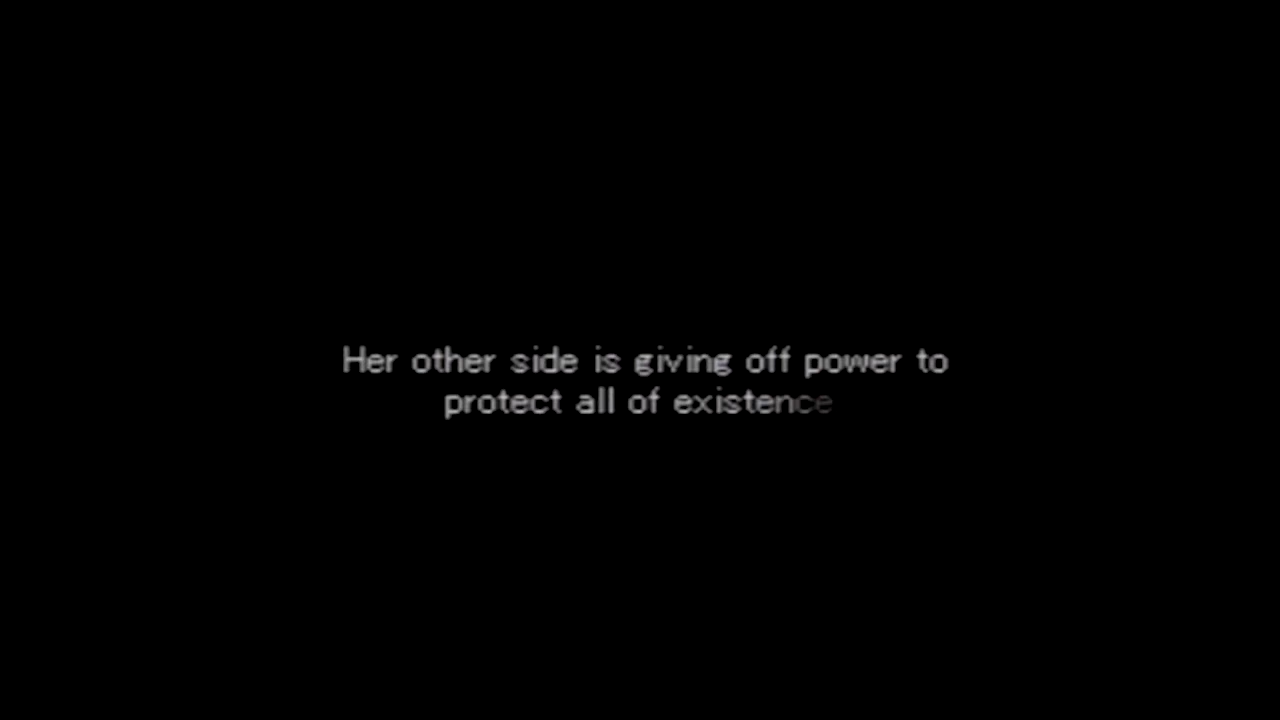 Her other side is giving off power to
protect all of existence